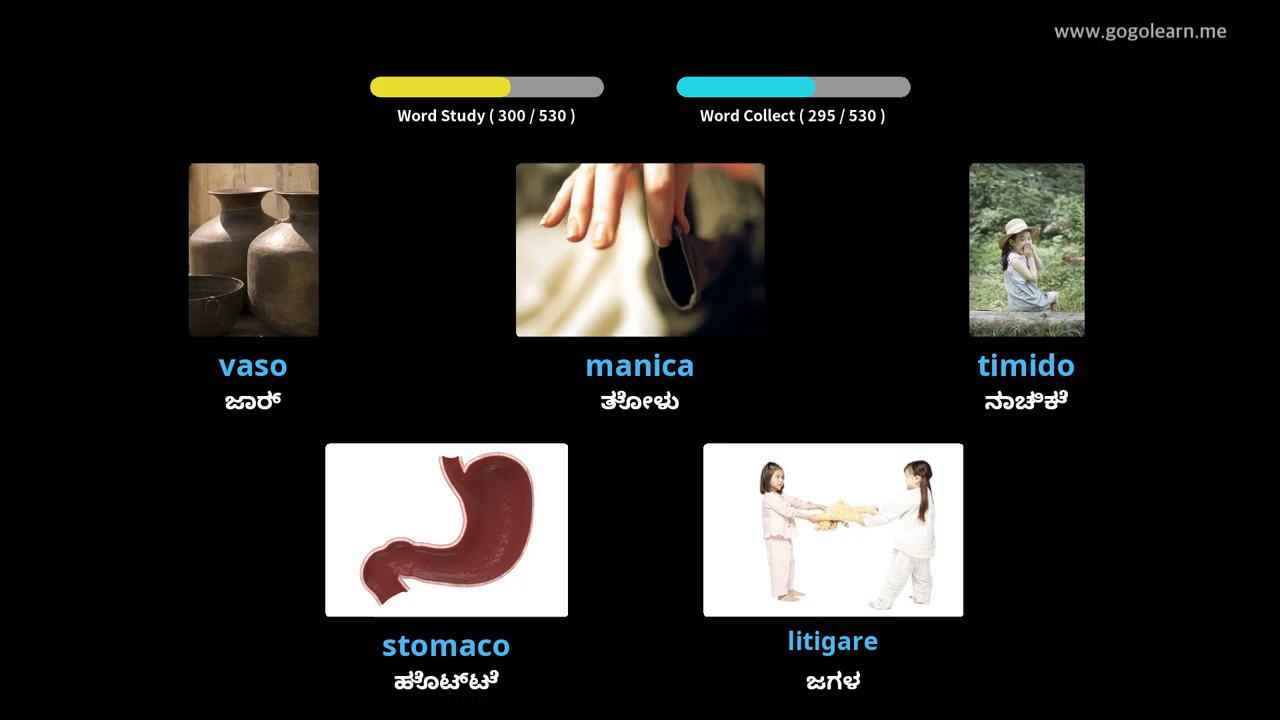 www.gogolearn.me
Word Study ( 300 / 530 )
Word Collect ( 295 / 530 )
vaso
ಜಾರ್
manica
ತೋಳು
timido
ನಾಚಿಕೆ
stomaco
ಹೊಟ್ಟೆ
litigare
ಜಗಳ